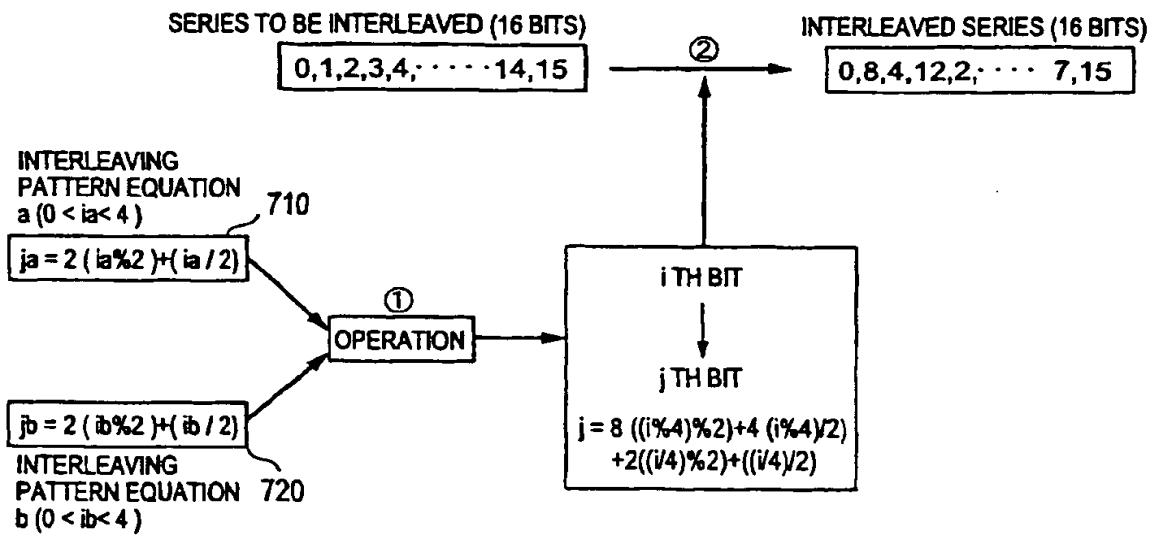 SERIES TO BE INTERLEAVED (16 BITS)
0,1,2,3,4,· · · · ·14,15
②
INTERLEAVED SERIES (16 BITS)
0,8,4,12,2,· · · · 7,15
INTERLEAVING
PATTERN EQUATION
a (0 < ia< 4 )
710
ja = 2 ( ia%2 )+( ia / 2)
①
OPERATION
jb = 2 ( ib%2 )+( ib / 2)
INTERLEAVING
PATTERN EQUATION
b (0 < ib< 4 )
720
i TH BIT
j TH BIT
j = 8 ((i%4)%2)+4 (i%4)/2)
+2((i/4)%2)+((i/4)/2)